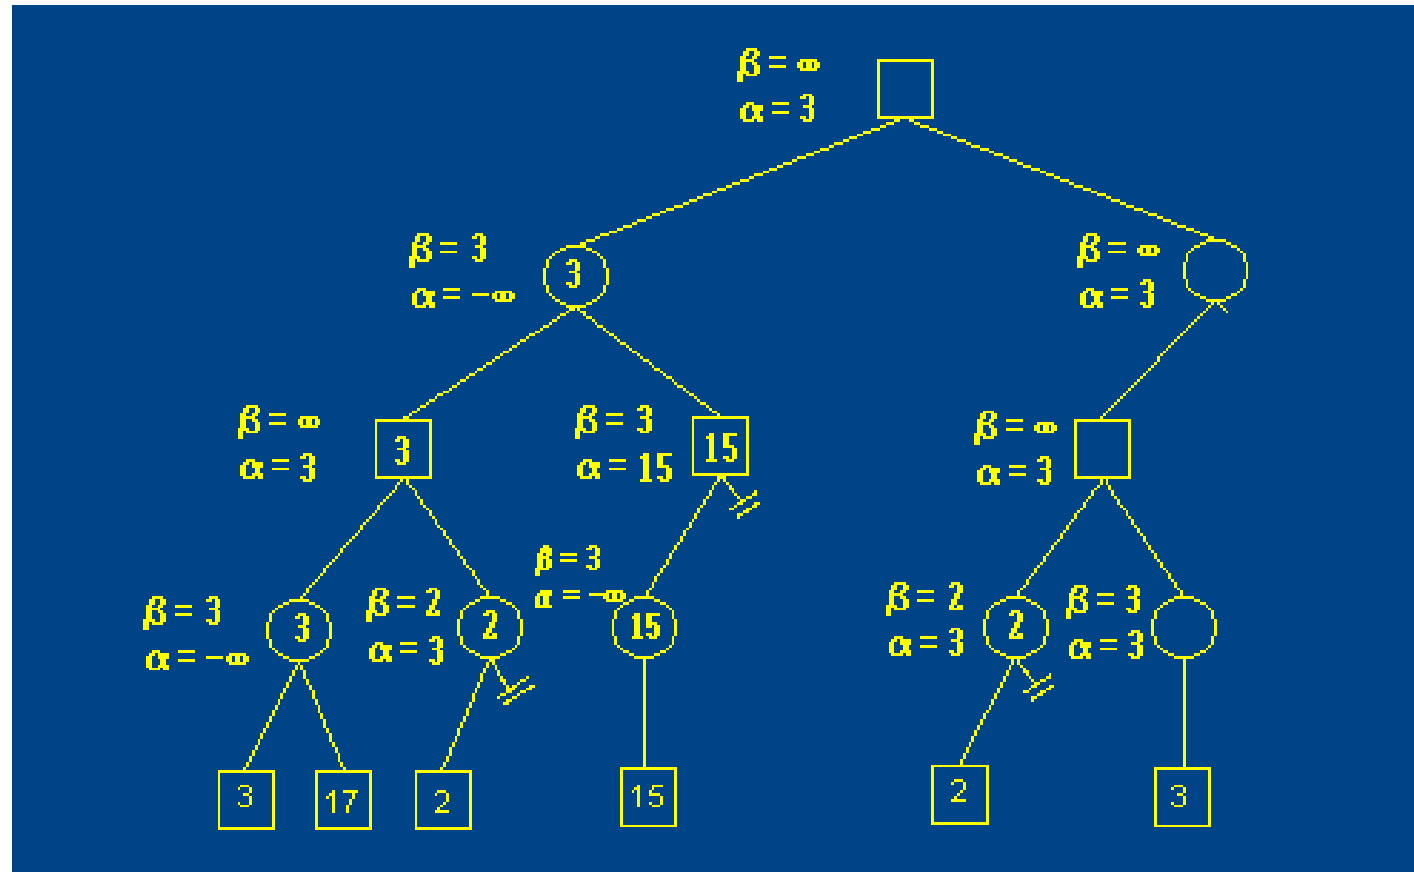 β = ∞
α = 3
β = 3
α = −∞
3
β = ∞
α = 3
β = ∞
α = 3
3
β = 3
α = 15
15
β = ∞
α = 3
β = 3
α = −∞
3
β = 2
α = 3
2
β = 3
α = −∞
15
β = 2
α = 3
2
β = 3
α = 3
3
17
2
15
2
3